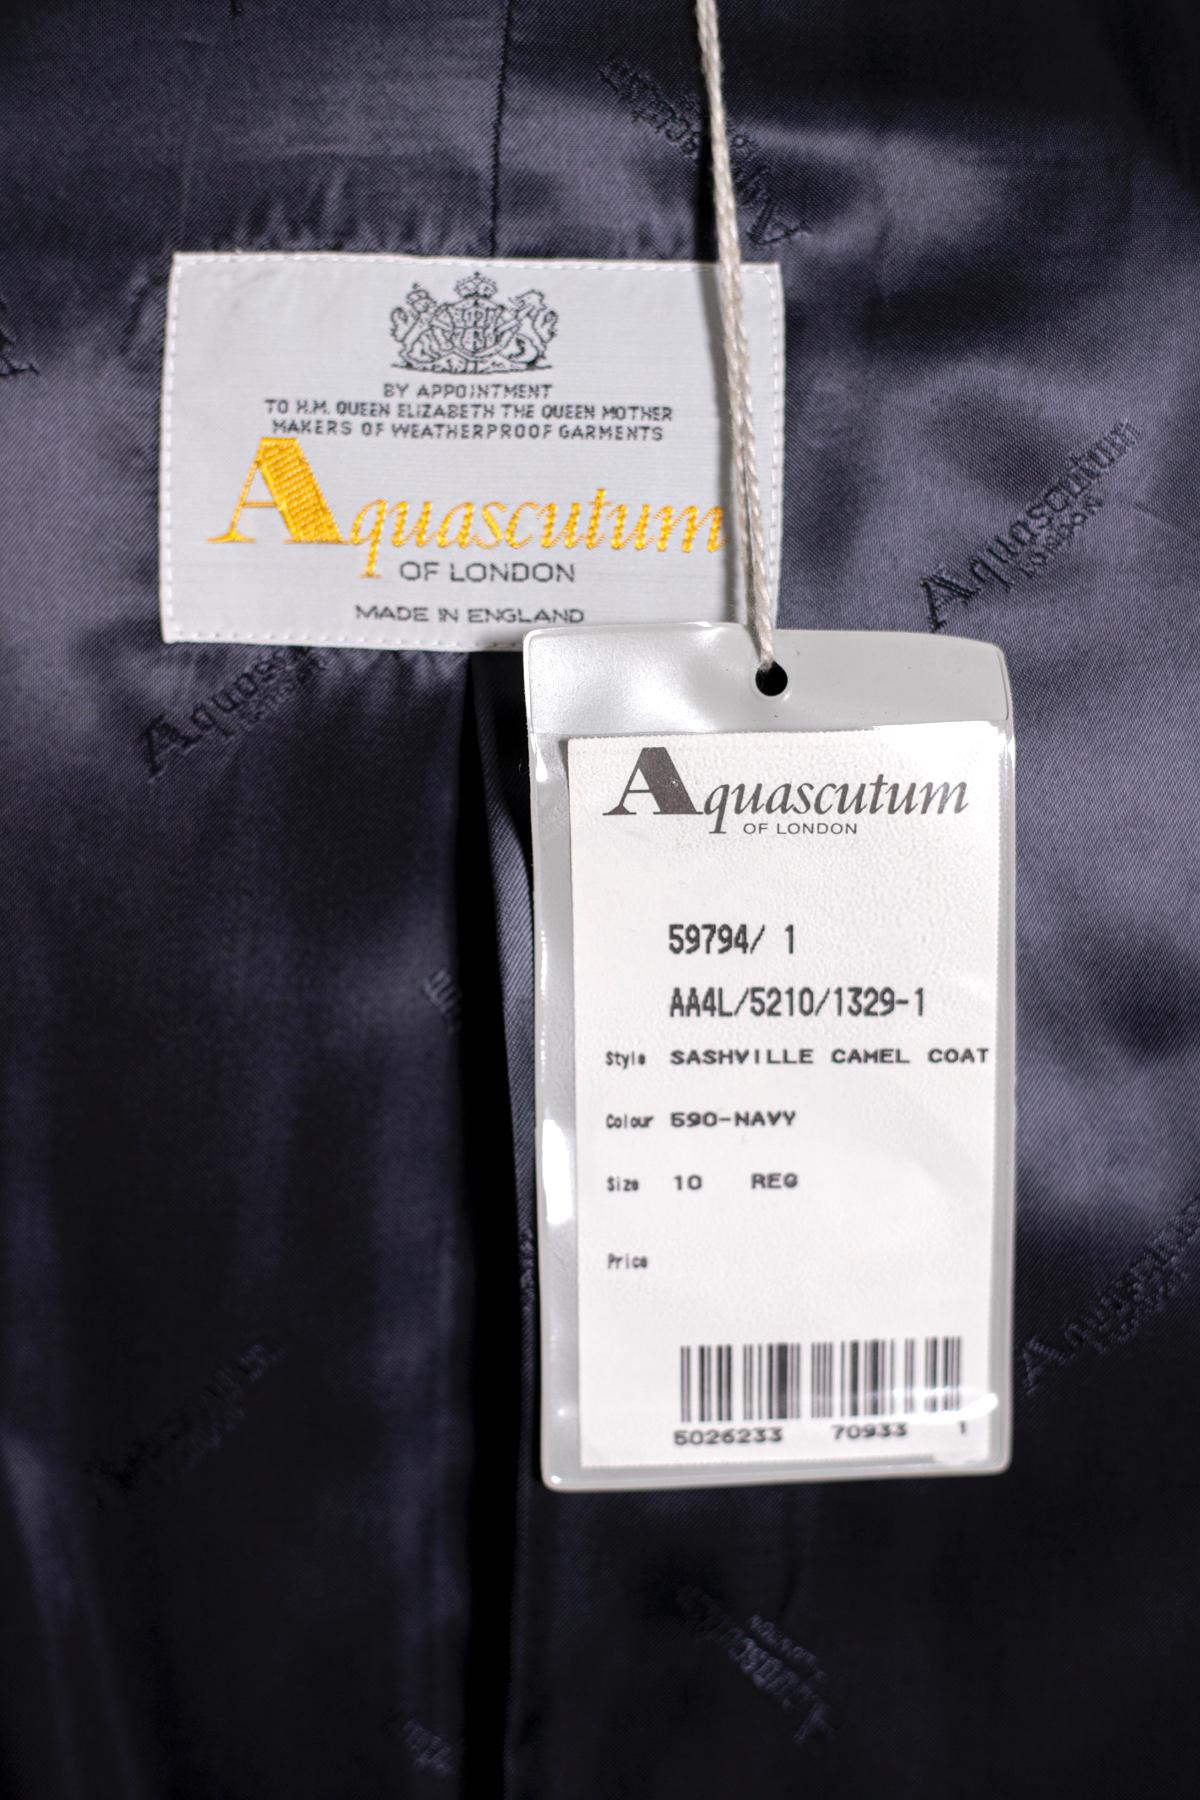 BY APPOINTMENT
TO H.M. QUEEN ELIZABETH THE QUEEN MOTHER
MAKERS OF WEATHERPROOF GARMENTS
Aquascutum
OF LONDON
MADE IN ENGLAND
Aquascutum
LONDON
Aquascutum
OF LONDON
59794/ 1
AA4L/5210/1329-1
Style SASHVILLE CAMEL COAT
Colour 590-NAVY
Size 10 REG
Price
5026233 70933 1